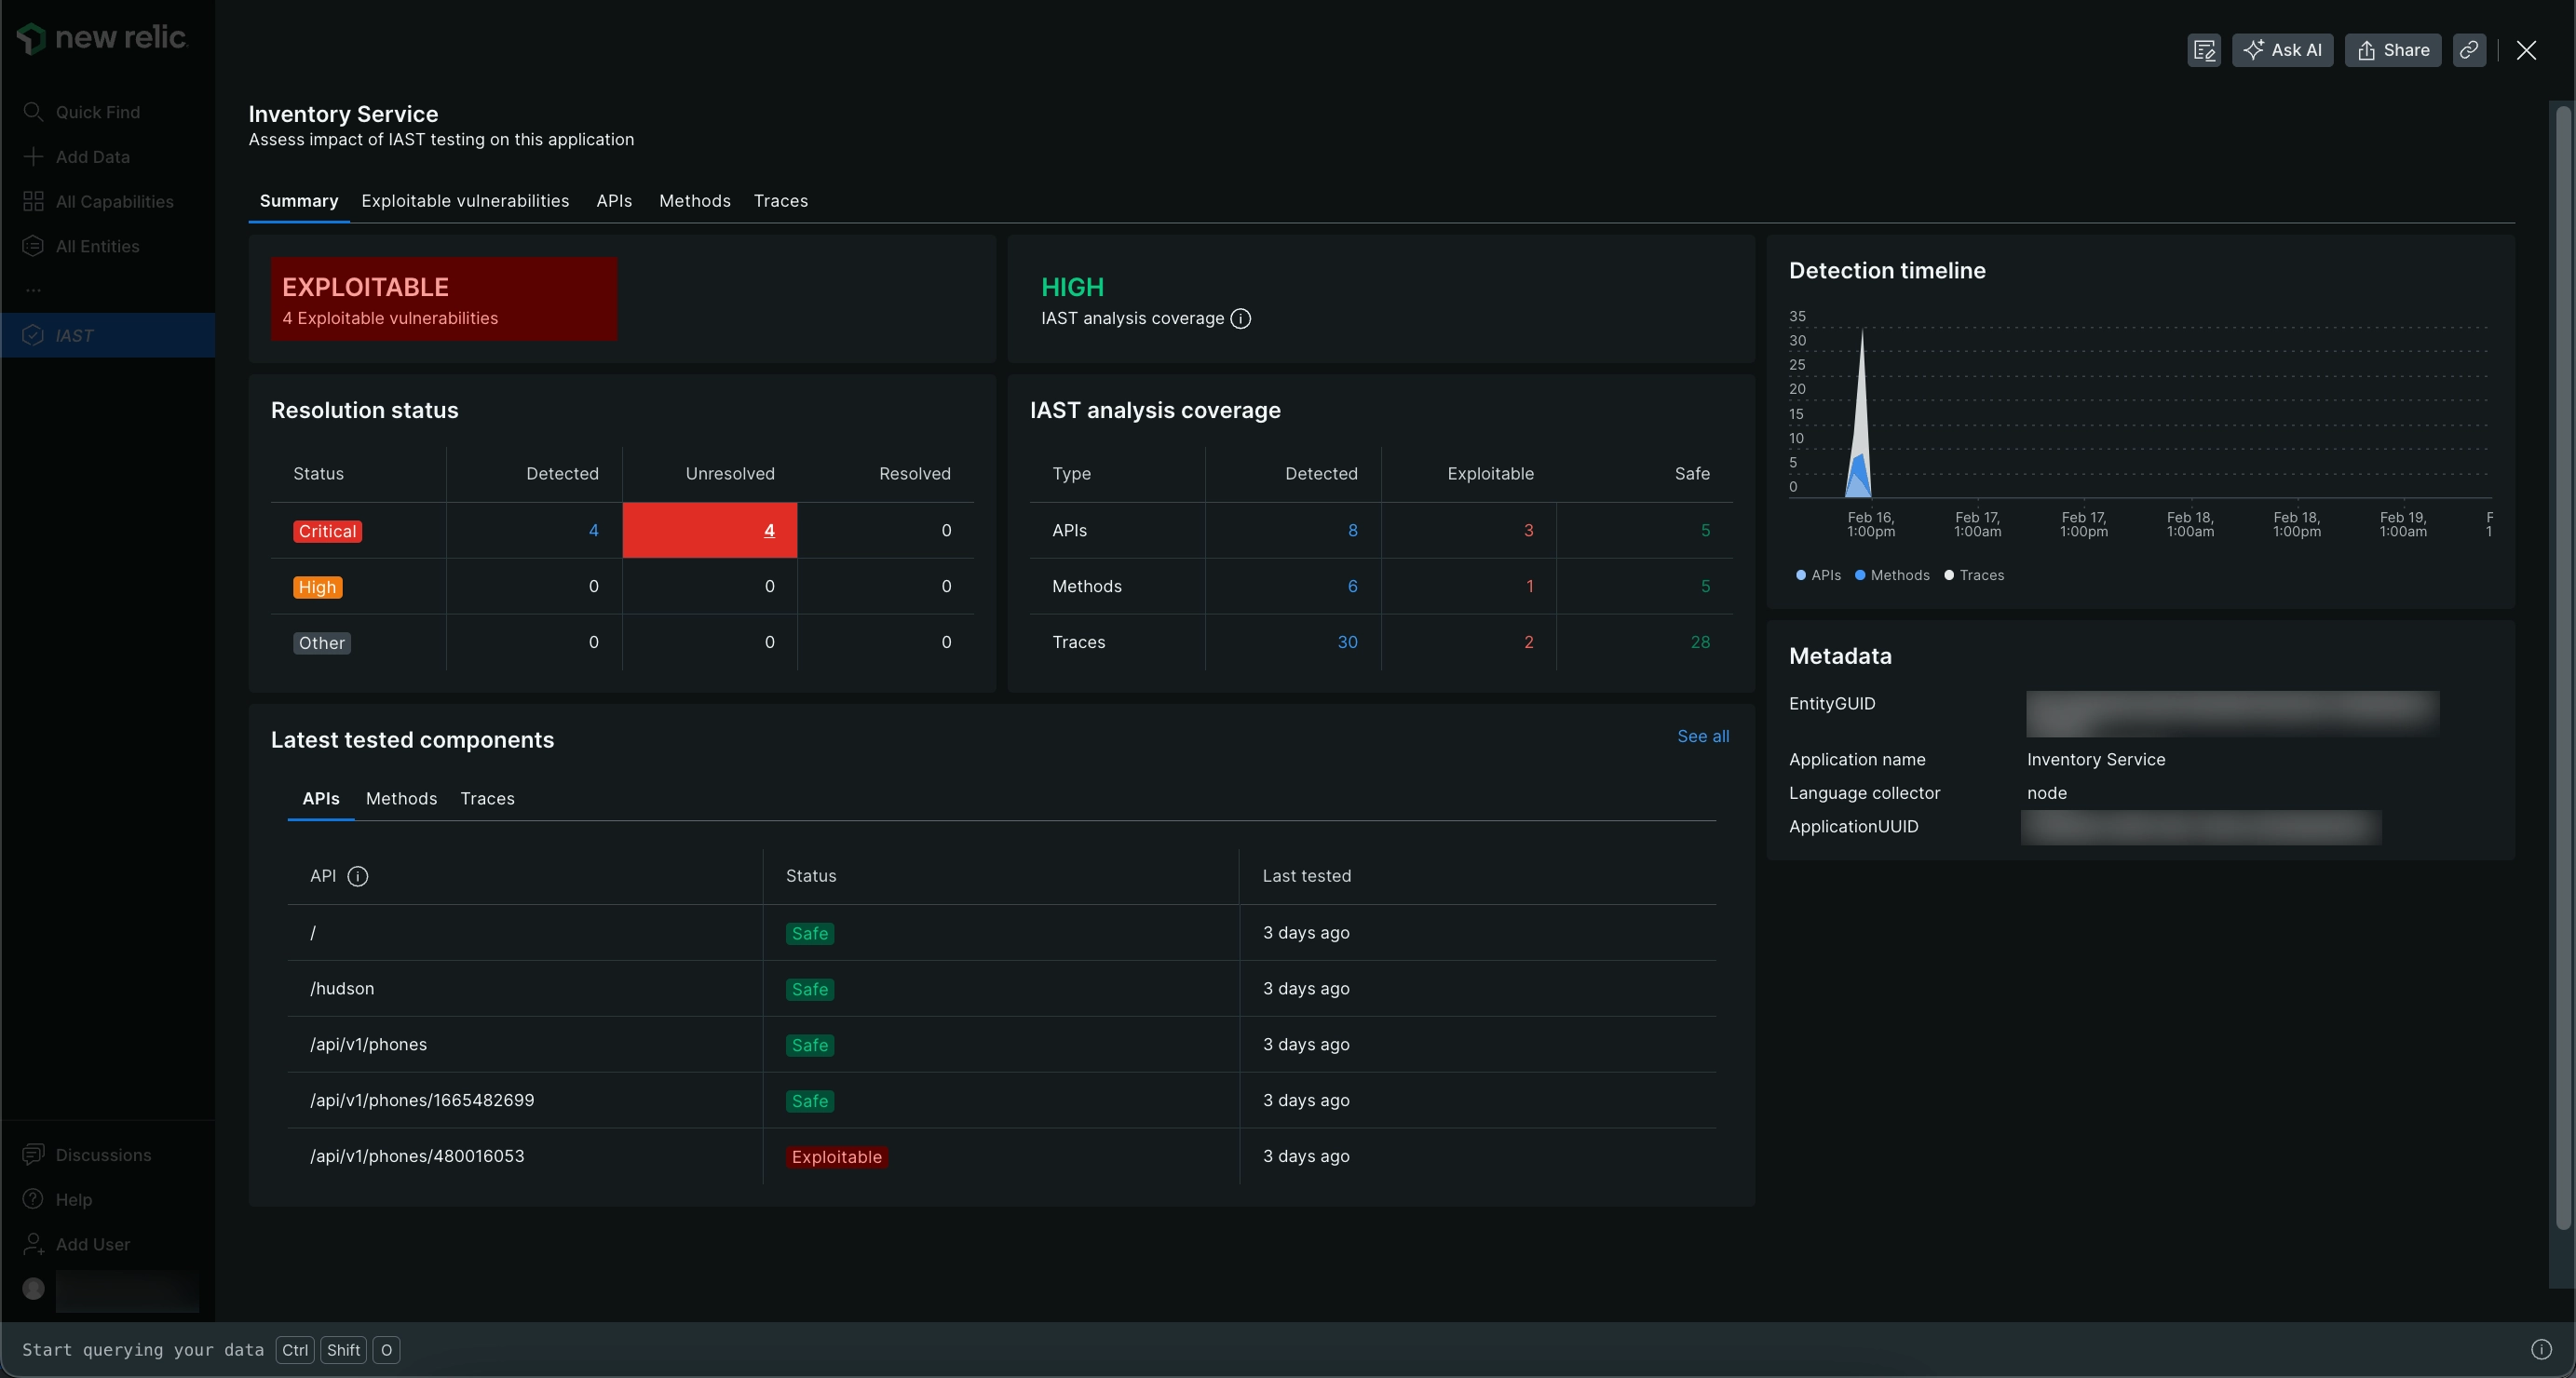 new relic.
Quick Find
Add Data
All Capabilities
All Entities
...
IAST
Discussions
Help
Add User
Ask AI
Share
Inventory Service
Assess impact of IAST testing on this application
Summary Exploitable vulnerabilities APIs Methods Traces
EXPLOITABLE
4 Exploitable vulnerabilities
HIGH
IAST analysis coverage
Resolution status
Status Detected Unresolved Resolved
Critical 4 4 0
High 0 0 0
Other 0 0 0
IAST analysis coverage
Type Detected Exploitable Safe
APIs 8 3 5
Methods 6 1 5
Traces 30 2 28
Detection timeline
35
30
25
20
15
10
5
0
Feb 16, Feb 17, Feb 17, Feb 18, Feb 18, Feb 19, F
1:00pm 1:00am 1:00pm 1:00am 1:00pm 1:00am 1
APIs Methods Traces
Metadata
EntityGUID
Application name Inventory Service
Language collector node
ApplicationUUID
Latest tested components See all
APIs Methods Traces
API Status Last tested
/ Safe 3 days ago
/hudson Safe 3 days ago
/api/v1/phones Safe 3 days ago
/api/v1/phones/1665482699 Safe 3 days ago
/api/v1/phones/480016053 Exploitable 3 days ago
Start querying your data Ctrl Shift O